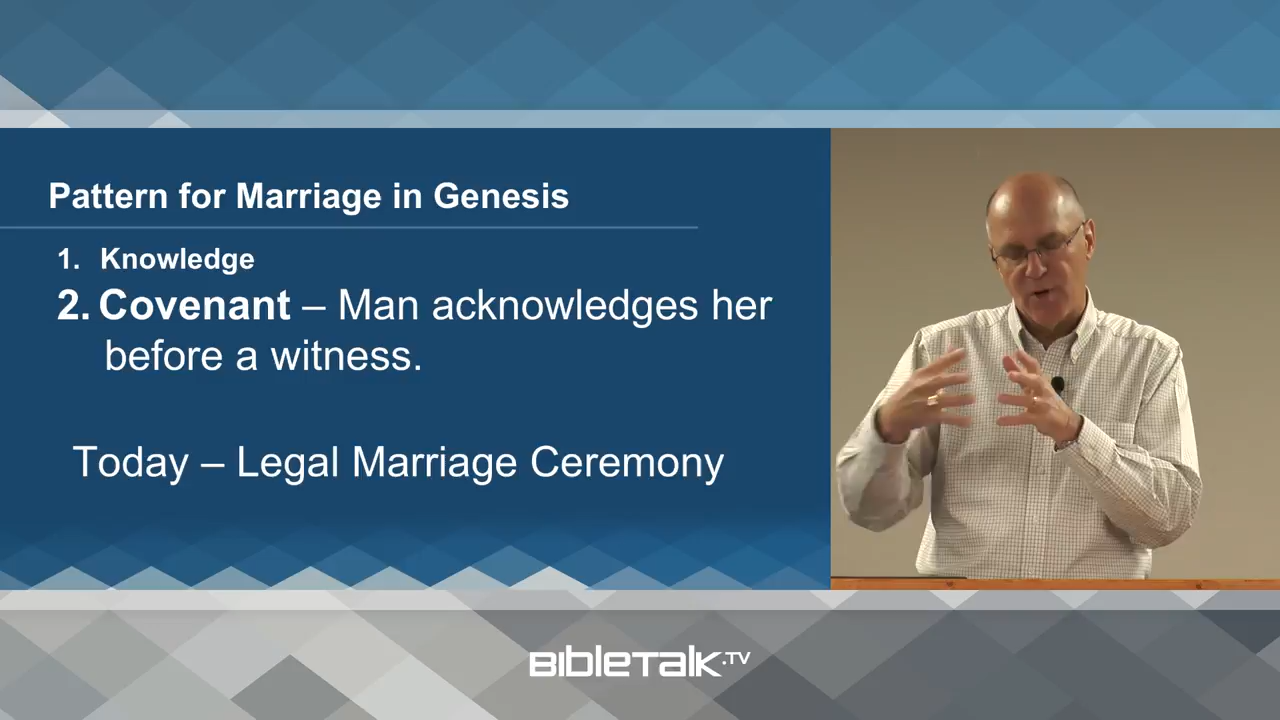 Pattern for Marriage in Genesis
1. Knowledge
2. Covenant – Man acknowledges her
before a witness.
Today – Legal Marriage Ceremony
BibleTalk.TV